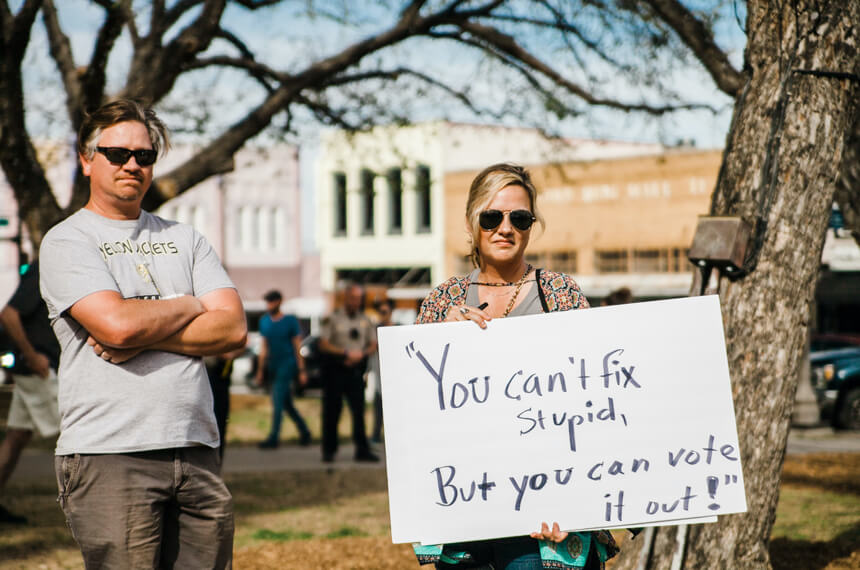 YELLOW JACKETS
"You can't fix
stupid,
But you can vote
it out!"